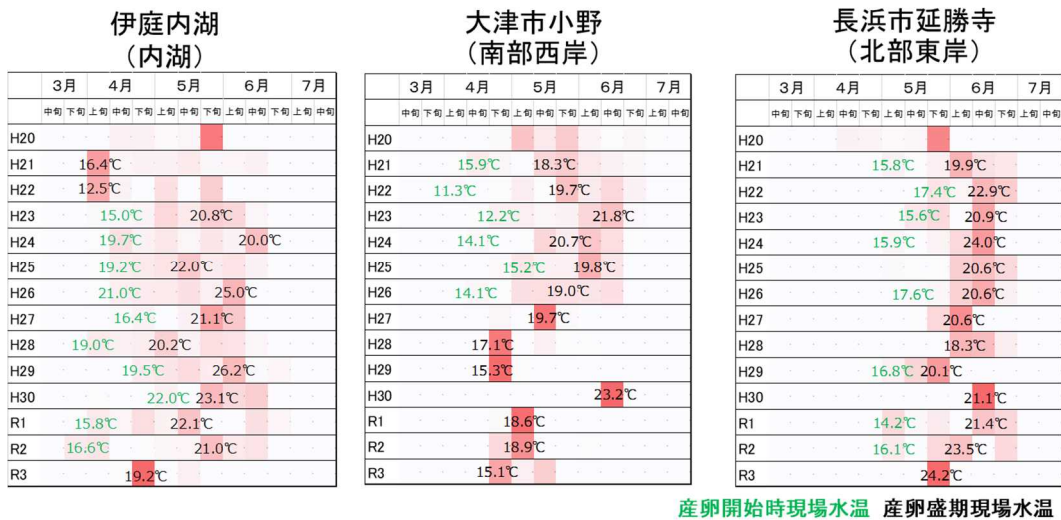 伊庭内湖
（内湖）
3月 4月 5月 6月 7月
中旬 下旬 上旬 中旬 下旬 上旬 中旬 下旬 上旬 中旬 下旬 上旬 中旬
H20
H21 16.4℃
H22 12.5℃
H23 15.0℃ 20.8℃
H24 19.7℃ 20.0℃
H25 19.2℃ 22.0℃
H26 21.0℃ 25.0℃
H27 16.4℃ 21.1℃
H28 19.0℃ 20.2℃
H29 19.5℃ 26.2℃
H30 22.0℃ 23.1℃
R1 15.8℃ 22.1℃
R2 16.6℃ 21.0℃
R3 19.2℃
大津市小野
（南部西岸）
3月 4月 5月 6月 7月
中旬 下旬 上旬 中旬 下旬 上旬 中旬 下旬 上旬 中旬 下旬 上旬 中旬
H20
H21 15.9℃ 18.3℃
H22 11.3℃ 19.7℃
H23 12.2℃ 21.8℃
H24 14.1℃ 20.7℃
H25 15.2℃ 19.8℃
H26 14.1℃ 19.0℃
H27 19.7℃
H28 17.1℃
H29 15.3℃
H30 23.2℃
R1 18.6℃
R2 18.9℃
R3 15.1℃
長浜市延勝寺
（北部東岸）
3月 4月 5月 6月 7月
中旬 下旬 上旬 中旬 下旬 上旬 中旬 下旬 上旬 中旬 下旬 上旬 中旬
H20
H21 15.8℃ 19.9℃
H22 17.4℃ 22.9℃
H23 15.6℃ 20.9℃
H24 15.9℃ 24.0℃
H25 20.6℃
H26 17.6℃ 20.6℃
H27 20.6℃
H28 18.3℃
H29 16.8℃ 20.1℃
H30 21.1℃
R1 14.2℃ 21.4℃
R2 16.1℃ 23.5℃
R3 24.2℃
産卵開始時現場水温 産卵盛期現場水温